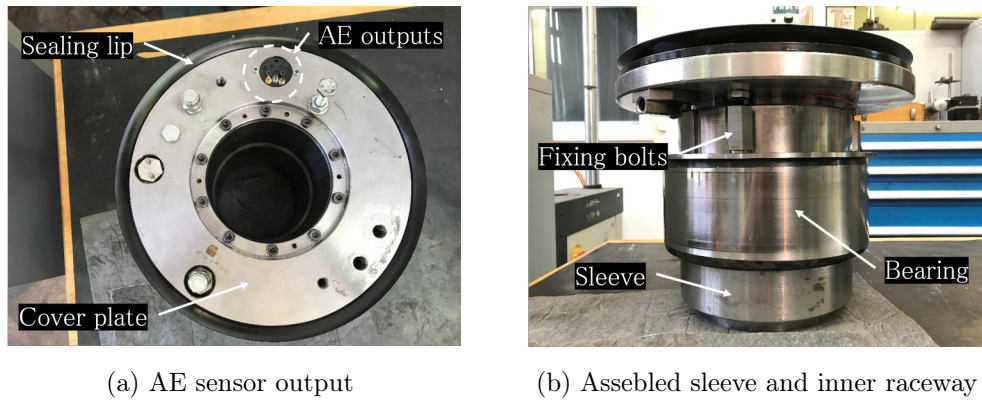 Sealing lip
AE outputs
Cover plate
Fixing bolts
Bearing
Sleeve
(a) AE sensor output
(b) Assebled sleeve and inner raceway